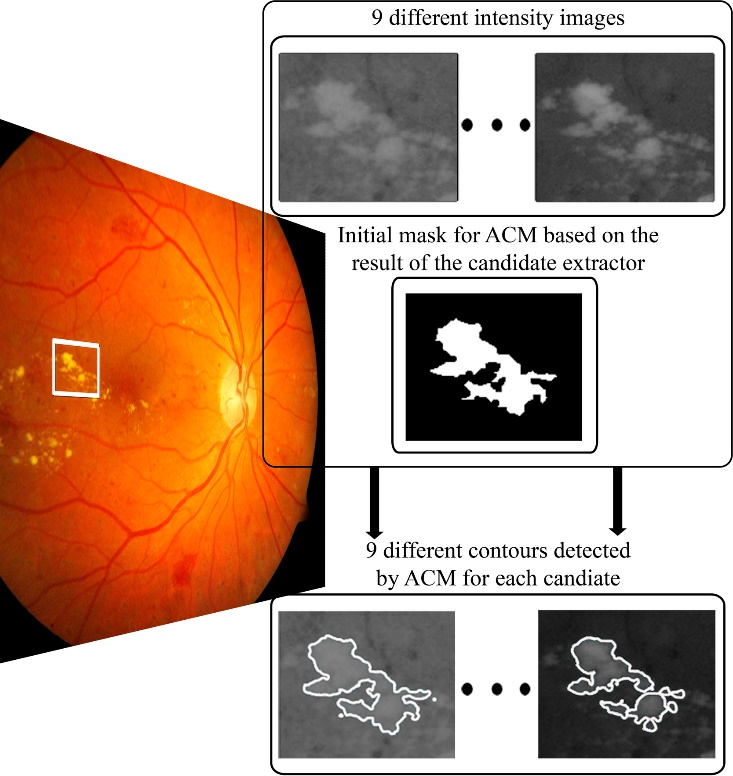 9 different intensity images
Initial mask for ACM based on the
result of the candidate extractor
9 different contours detected
by ACM for each candiate